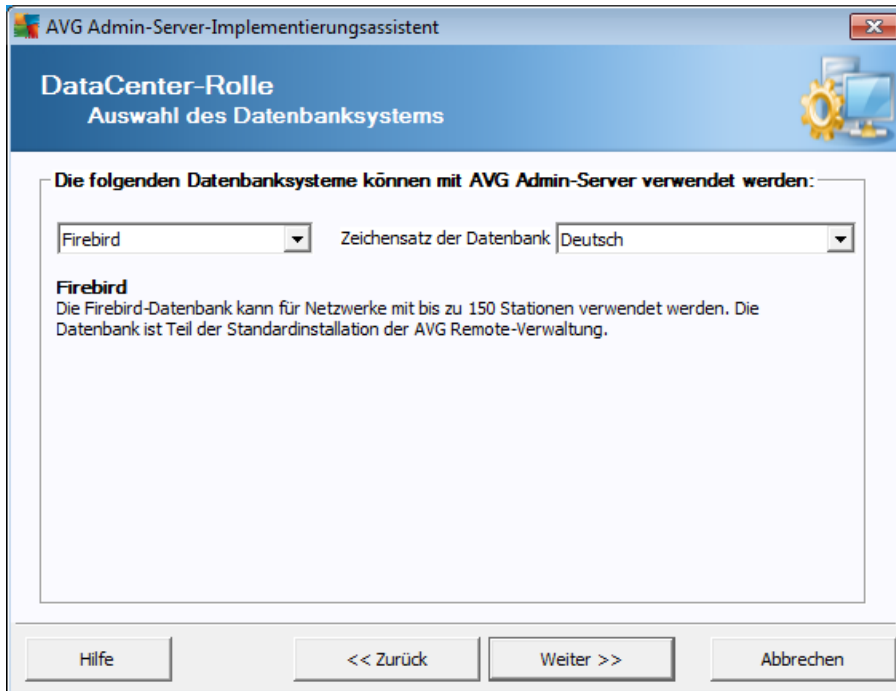 AVG Admin-Server-Implementierungsassistent
DataCenter-Rolle
Auswahl des Datenbanksystems
Die folgenden Datenbanksysteme können mit AVG Admin-Server verwendet werden:
Firebird Zeichensatz der Datenbank Deutsch
Firebird
Die Firebird-Datenbank kann für Netzwerke mit bis zu 150 Stationen verwendet werden. Die
Datenbank ist Teil der Standardinstallation der AVG Remote-Verwaltung.
Hilfe << Zurück Weiter >> Abbrechen